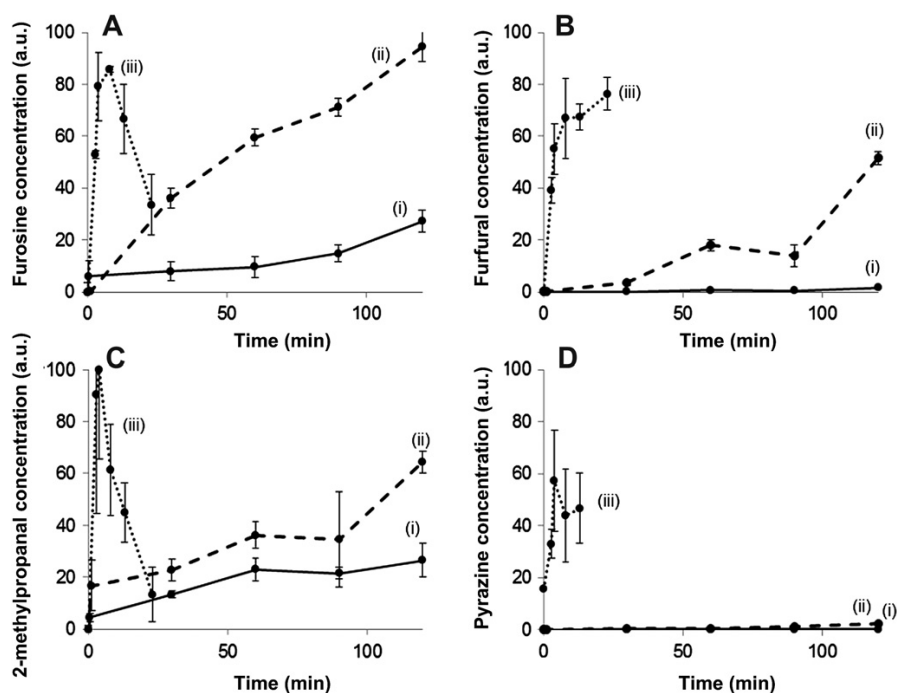 A
Furosine concentration (a.u.)
100
80
60
40
20
0
0
50
100
Time (min)
(i)
(ii)
(iii)
B
Furfural concentration (a.u.)
100
80
60
40
20
0
0
50
100
Time (min)
(i)
(ii)
(iii)
C
2-methylpropanal concentration (a.u.)
100
80
60
40
20
0
0
50
100
Time (min)
(i)
(ii)
(iii)
D
Pyrazine concentration (a.u.)
100
80
60
40
20
0
0
50
100
Time (min)
(iii)
(ii) (i)